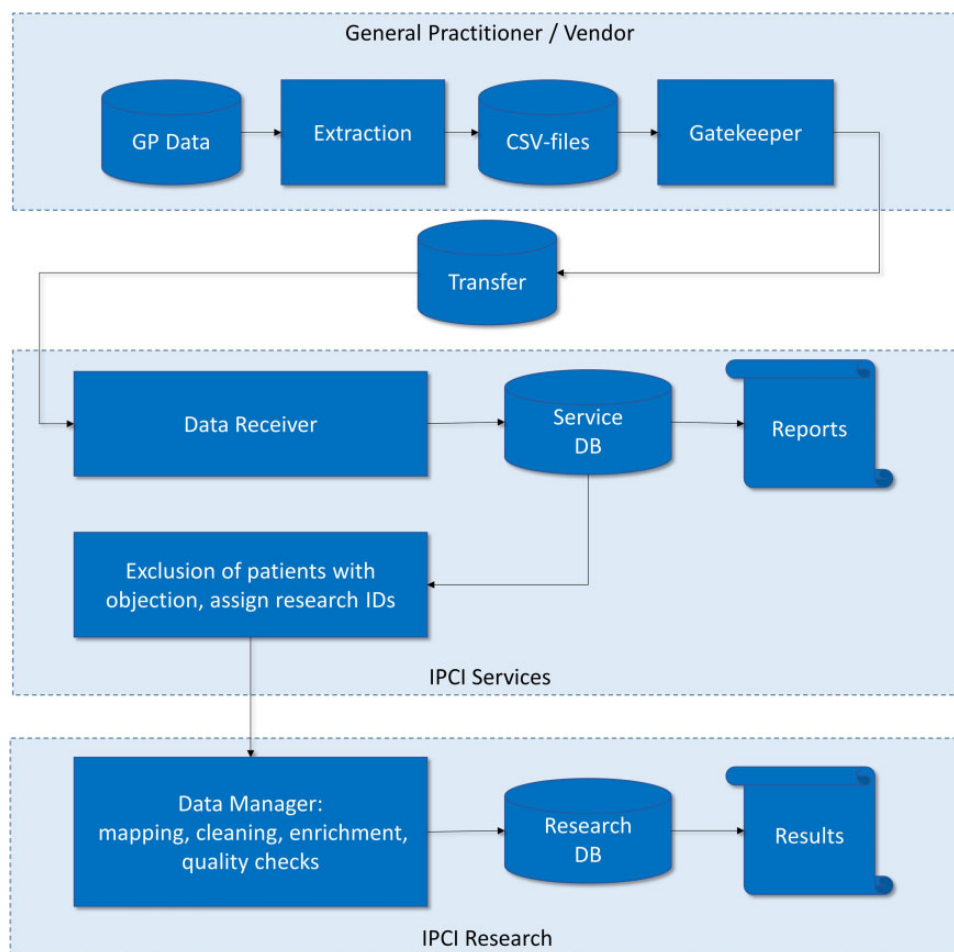 General Practitioner / Vendor
GP Data
Extraction
CSV-files
Gatekeeper
Transfer
Data Receiver
Service
DB
Reports
Exclusion of patients with
objection, assign research IDs
IPCI Services
Data Manager:
mapping, cleaning, enrichment,
quality checks
Research
DB
Results
IPCI Research